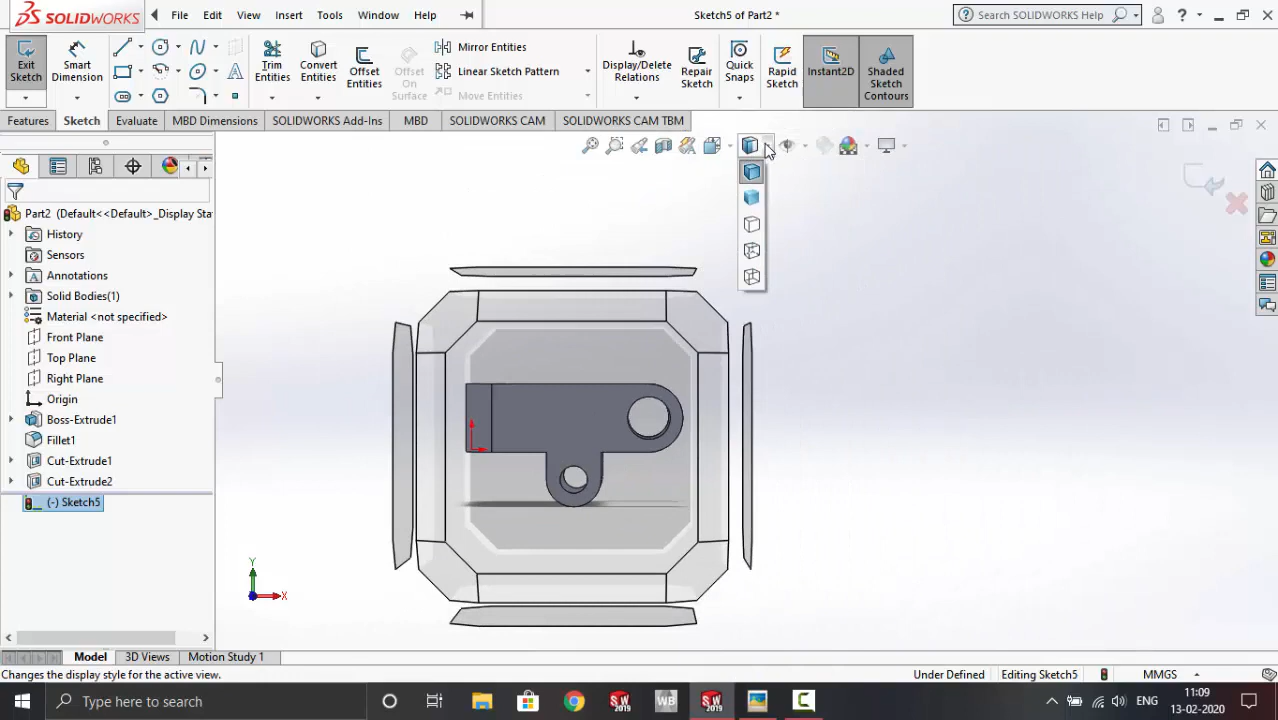 SOLIDWORKS File Edit View Insert Tools Window Help Sketch5 of Part2 * Search SOLIDWORKS Help
Exit Sketch
Smart Dimension
Trim Entities
Convert Entities
Offset Entities
Offset On Surface
Mirror Entities
Linear Sketch Pattern
Move Entities
Display/Delete Relations
Repair Sketch
Quick Snaps
Rapid Sketch
Instant2D
Shaded Sketch Contours
Features Sketch Evaluate MBD Dimensions SOLIDWORKS Add-Ins MBD SOLIDWORKS CAM SOLIDWORKS CAM TBM
Part2 (Default<<Default>_Display Sta
History
Sensors
Annotations
Solid Bodies(1)
Material <not specified>
Front Plane
Top Plane
Right Plane
Origin
Boss-Extrude1
Fillet1
Cut-Extrude1
Cut-Extrude2
(-) Sketch5
Y
X
Model 3D Views Motion Study 1
Changes the display style for the active view. Under Defined Editing Sketch5 MMGS
Type here to search
SW 2019
WB
SW 2019
C
ENG
11:09
13-02-2020